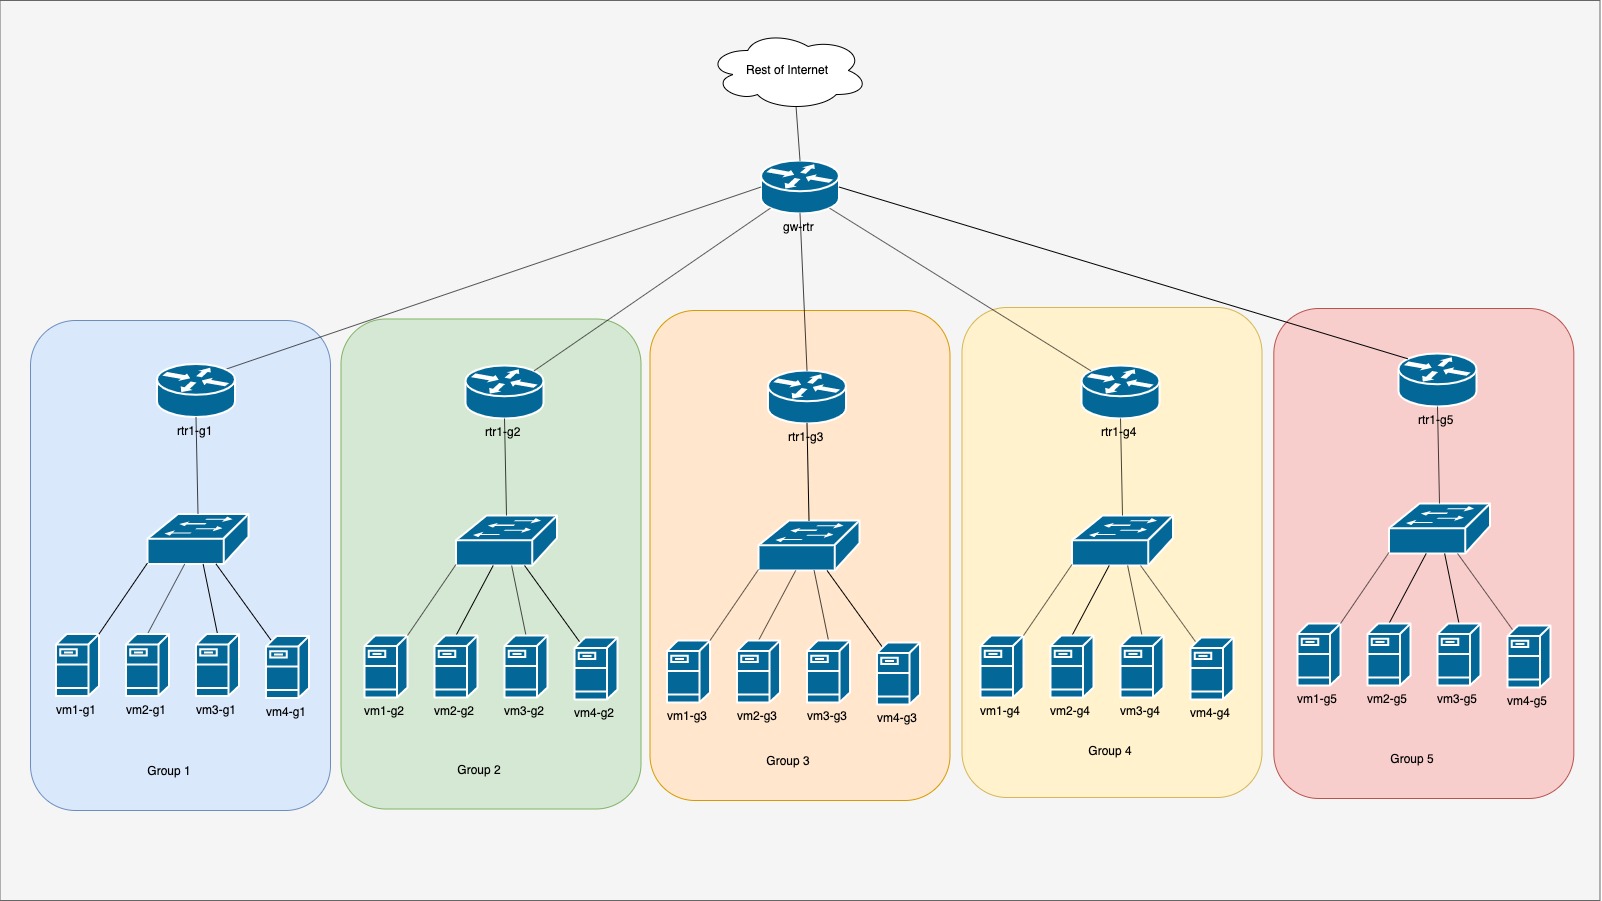 Rest of Internet
gw-rtr
rtr1-g1
rtr1-g2
rtr1-g3
rtr1-g4
rtr1-g5
vm1-g1
vm2-g1
vm3-g1
vm4-g1
vm1-g2
vm2-g2
vm3-g2
vm4-g2
vm1-g3
vm2-g3
vm3-g3
vm4-g3
vm1-g4
vm2-g4
vm3-g4
vm4-g4
vm1-g5
vm2-g5
vm3-g5
vm4-g5
Group 1
Group 2
Group 3
Group 4
Group 5